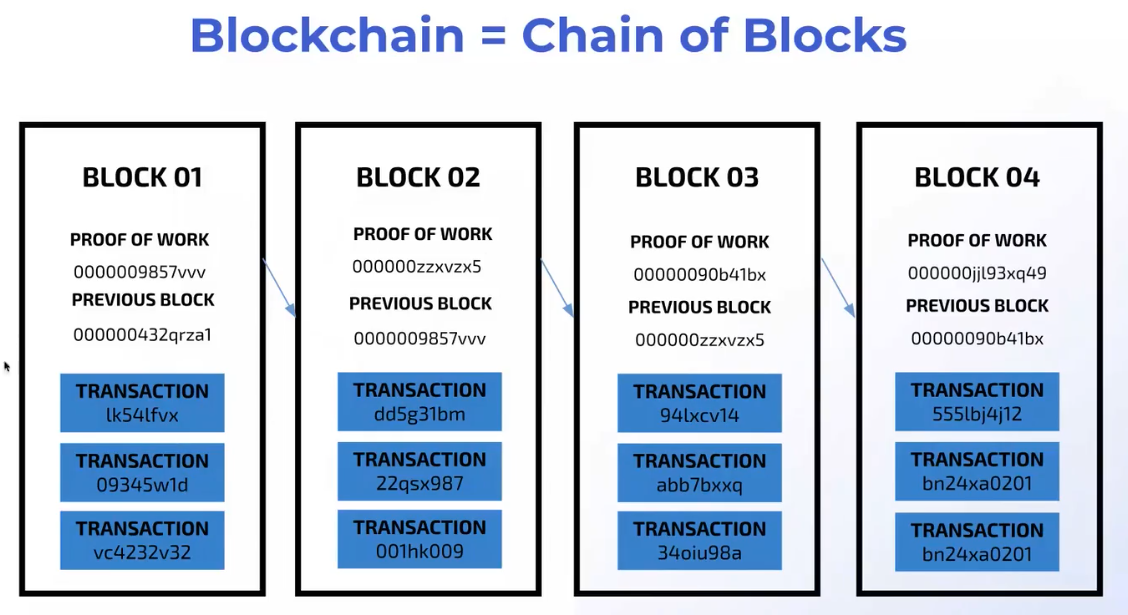 Blockchain = Chain of Blocks
BLOCK 01
PROOF OF WORK
0000009857vvv
PREVIOUS BLOCK
000000432qrza1
TRANSACTION
lk54lfvx
TRANSACTION
09345w1d
TRANSACTION
vc4232v32
BLOCK 02
PROOF OF WORK
000000zzxvzx5
PREVIOUS BLOCK
0000009857vvv
TRANSACTION
dd5g31bm
TRANSACTION
22qsx987
TRANSACTION
001hk009
BLOCK 03
PROOF OF WORK
00000090b41bx
PREVIOUS BLOCK
000000zzxvzx5
TRANSACTION
94lxcv14
TRANSACTION
abb7bxxq
TRANSACTION
34oiu98a
BLOCK 04
PROOF OF WORK
000000jjl93xq49
PREVIOUS BLOCK
00000090b41bx
TRANSACTION
555lbj4j12
TRANSACTION
bn24xa0201
TRANSACTION
bn24xa0201